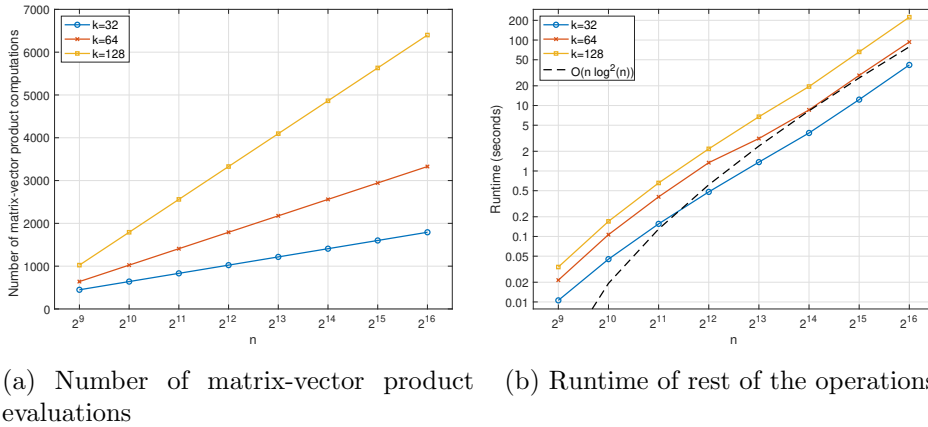 7000
6000
5000
4000
3000
2000
1000
0
Number of matrix-vector product computations
k=32
k=64
k=128
2^9 2^10 2^11 2^12 2^13 2^14 2^15 2^16
n
200
100
50
20
10
5
2
1
0.5
0.2
0.1
0.05
0.02
0.01
Runtime (seconds)
k=32
k=64
k=128
O(n log^2(n))
2^9 2^10 2^11 2^12 2^13 2^14 2^15 2^16
n
(a) Number of matrix-vector product
evaluations
(b) Runtime of rest of the operations